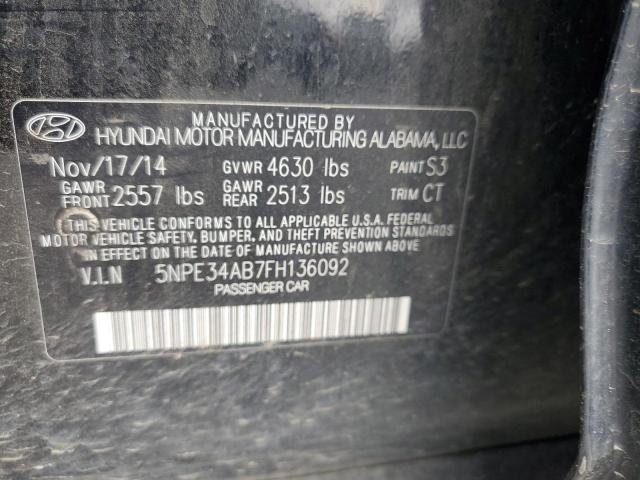 MANUFACTURED BY
HYUNDAI MOTOR MANUFACTURING ALABAMA, LLC
Nov/17/14 GVWR 4630 lbs PAINT S3
GAWR FRONT 2557 lbs GAWR REAR 2513 lbs TRIM CT
THIS VEHICLE CONFORMS TO ALL APPLICABLE U.S.A. FEDERAL
MOTOR VEHICLE SAFETY, BUMPER, AND THEFT PREVENTION STANDARDS
IN EFFECT ON THE DATE OF MANUFACTURE SHOWN ABOVE.
V.I.N 5NPE34AB7FH136092
PASSENGER CAR